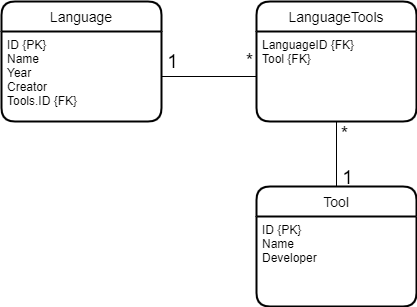 Language
ID {PK}
Name
Year
Creator
Tools.ID {FK}
1
*
LanguageTools
LanguageID {FK}
Tool {FK}
*
1
Tool
ID {PK}
Name
Developer